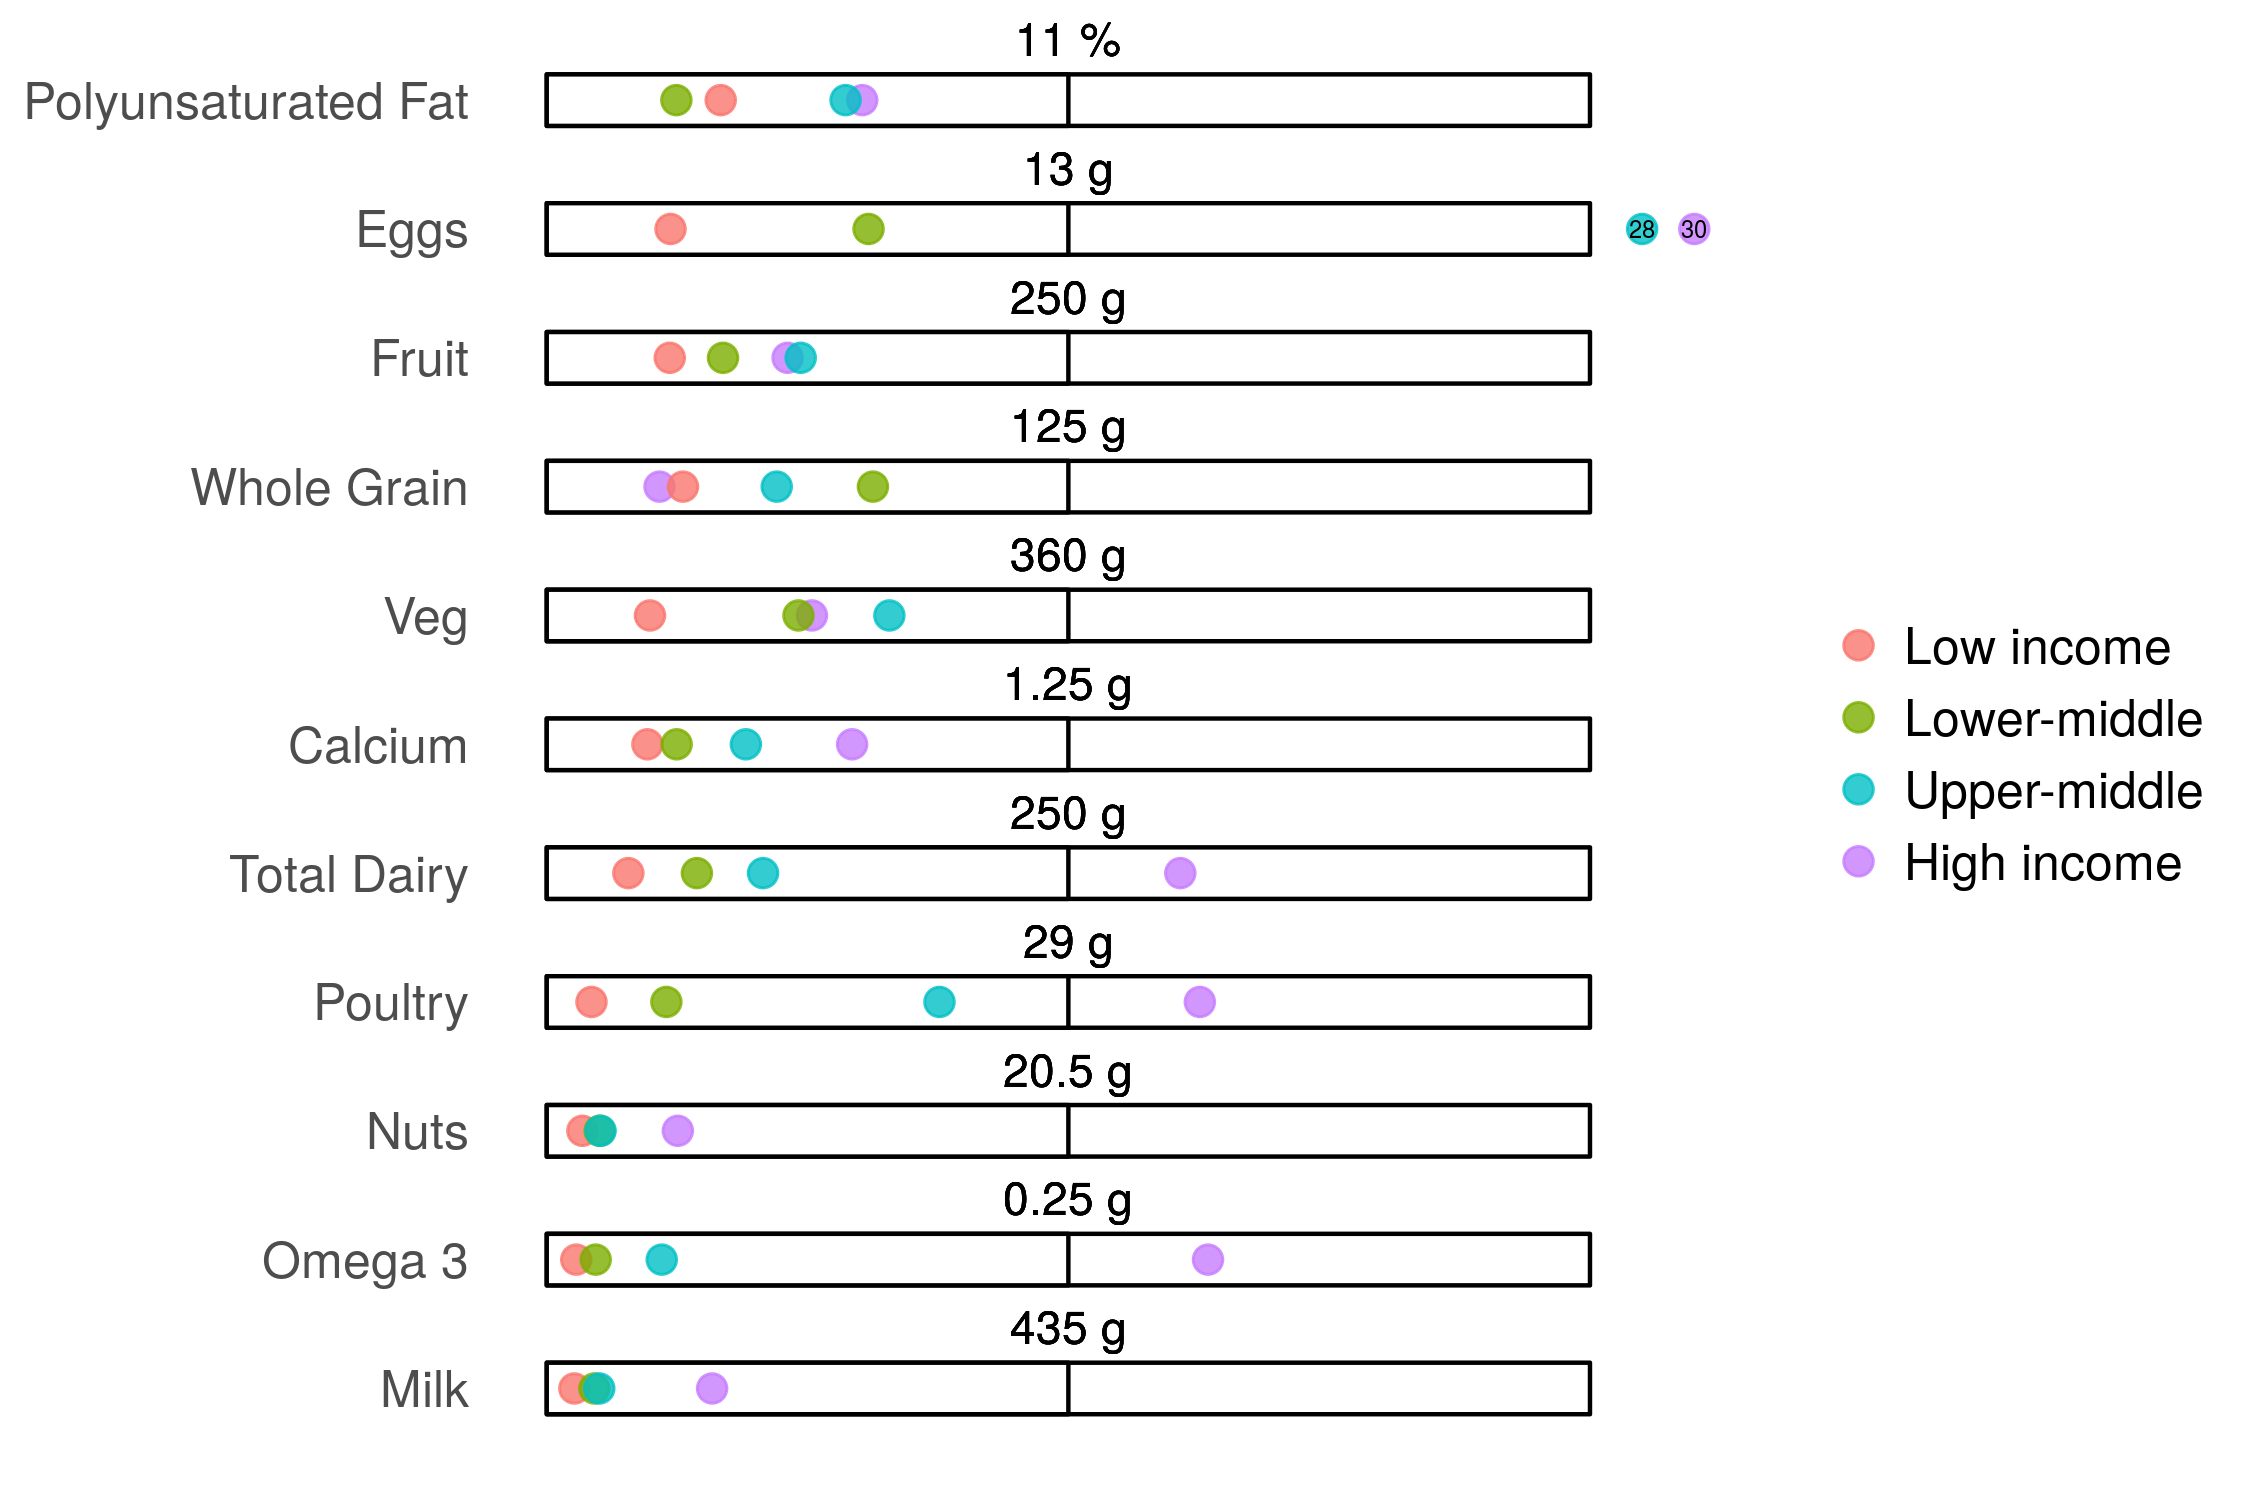 11 %
Polyunsaturated Fat
13 g
Eggs
28
30
250 g
Fruit
125 g
Whole Grain
360 g
Veg
1.25 g
Calcium
250 g
Total Dairy
29 g
Poultry
20.5 g
Nuts
0.25 g
Omega 3
435 g
Milk
Low income
Lower-middle
Upper-middle
High income